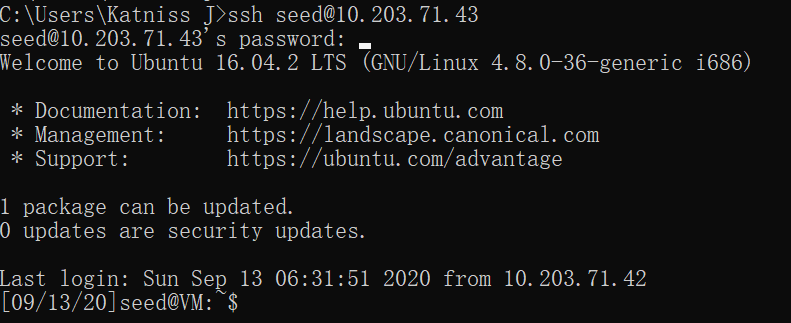 C:\Users\Katniss J>ssh seed@10.203.71.43
seed@10.203.71.43's password:
Welcome to Ubuntu 16.04.2 LTS (GNU/Linux 4.8.0-36-generic i686)
* Documentation:  https://help.ubuntu.com
* Management:     https://landscape.canonical.com
* Support:        https://ubuntu.com/advantage
1 package can be updated.
0 updates are security updates.
Last login: Sun Sep 13 06:31:51 2020 from 10.203.71.42
[09/13/20]seed@VM:~$